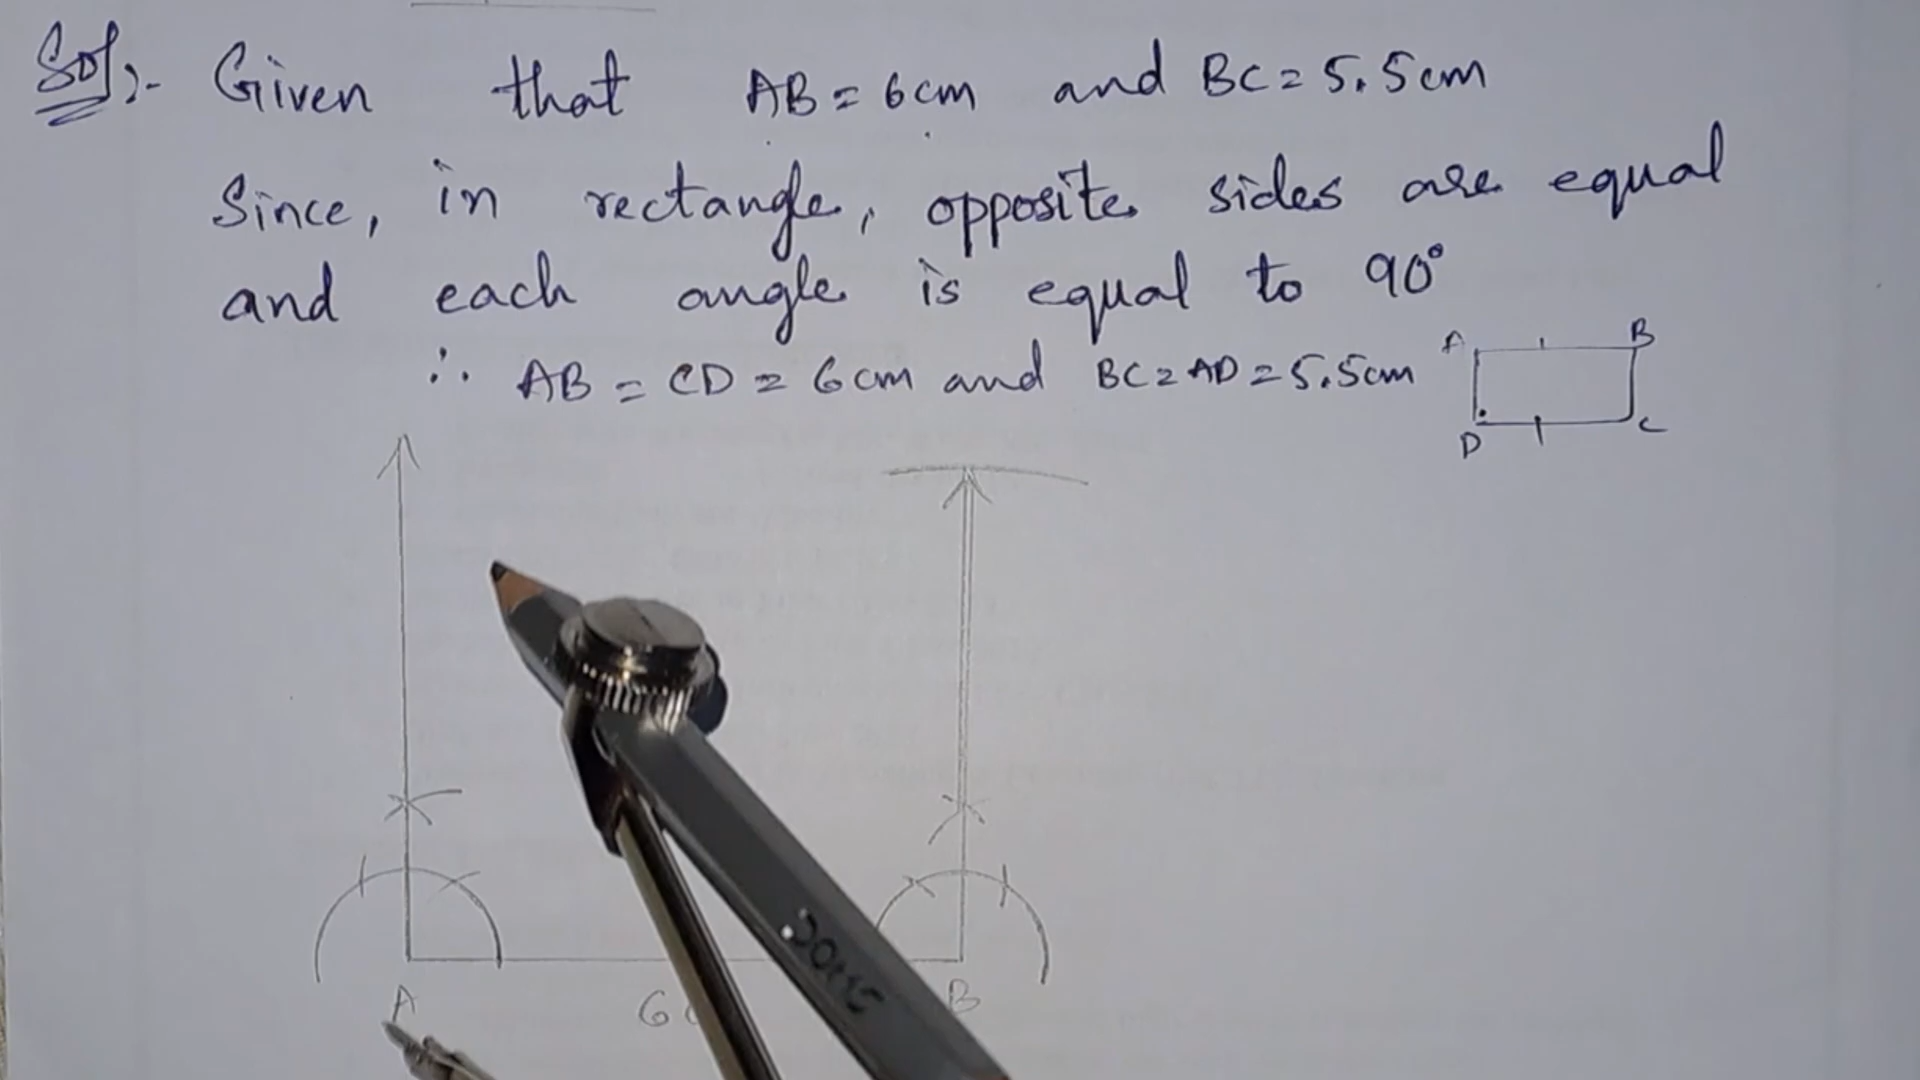 Sol:- Given that AB = 6cm and BC = 5.5cm
Since, in rectangle, opposite sides are equal
and each angle is equal to 90°
∴ AB = CD = 6cm and BC = AD = 5.5cm
A B
D C
DOMS
A 6 B